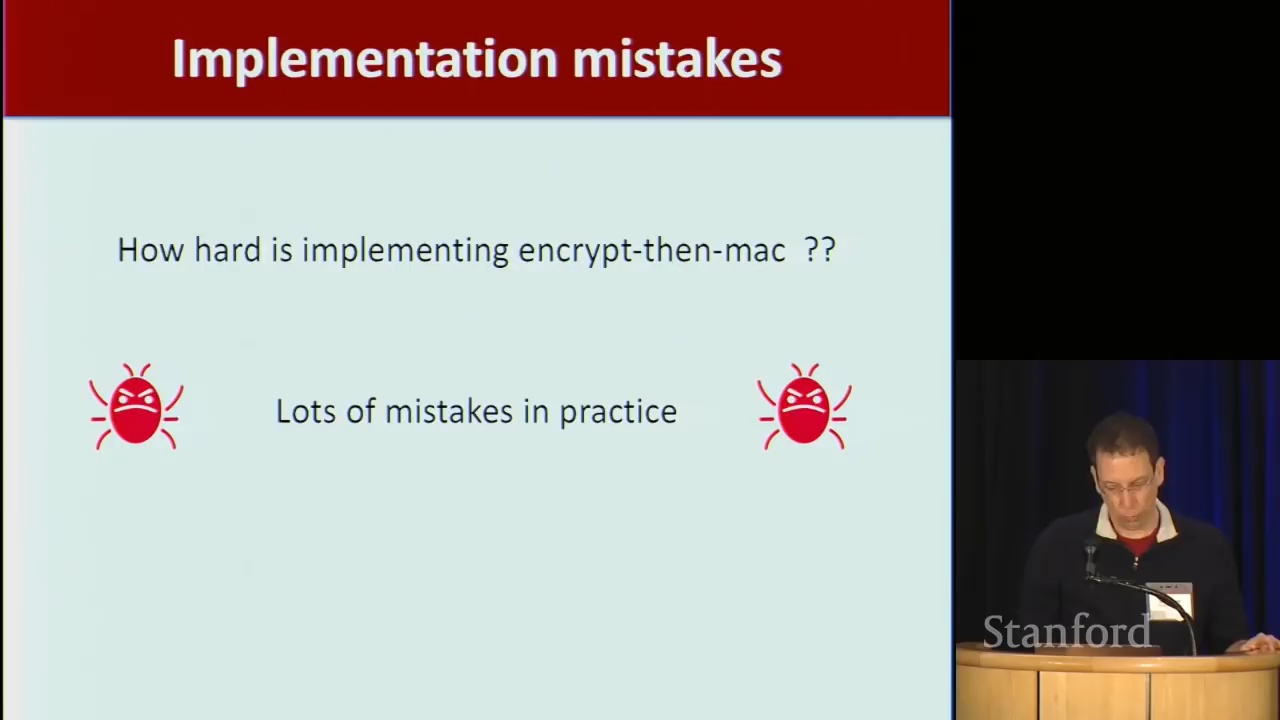 Implementation mistakes
How hard is implementing encrypt-then-mac ??
Lots of mistakes in practice
Stanford